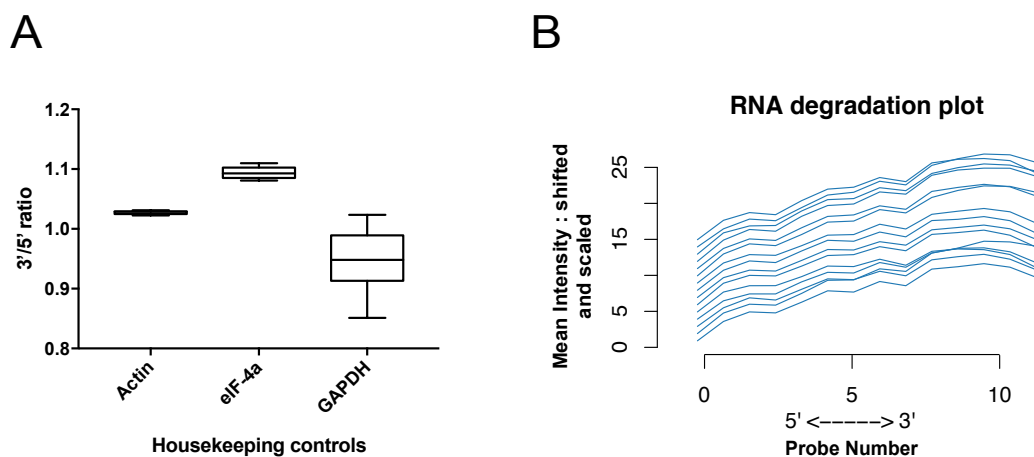 A
1.2
1.1
1.0
0.9
0.8
3'/5' ratio
Actin
eIF-4a
GAPDH
Housekeeping controls
B
RNA degradation plot
Mean Intensity : shifted
and scaled
25
15
5
0
0
5
10
5' <-----> 3'
Probe Number